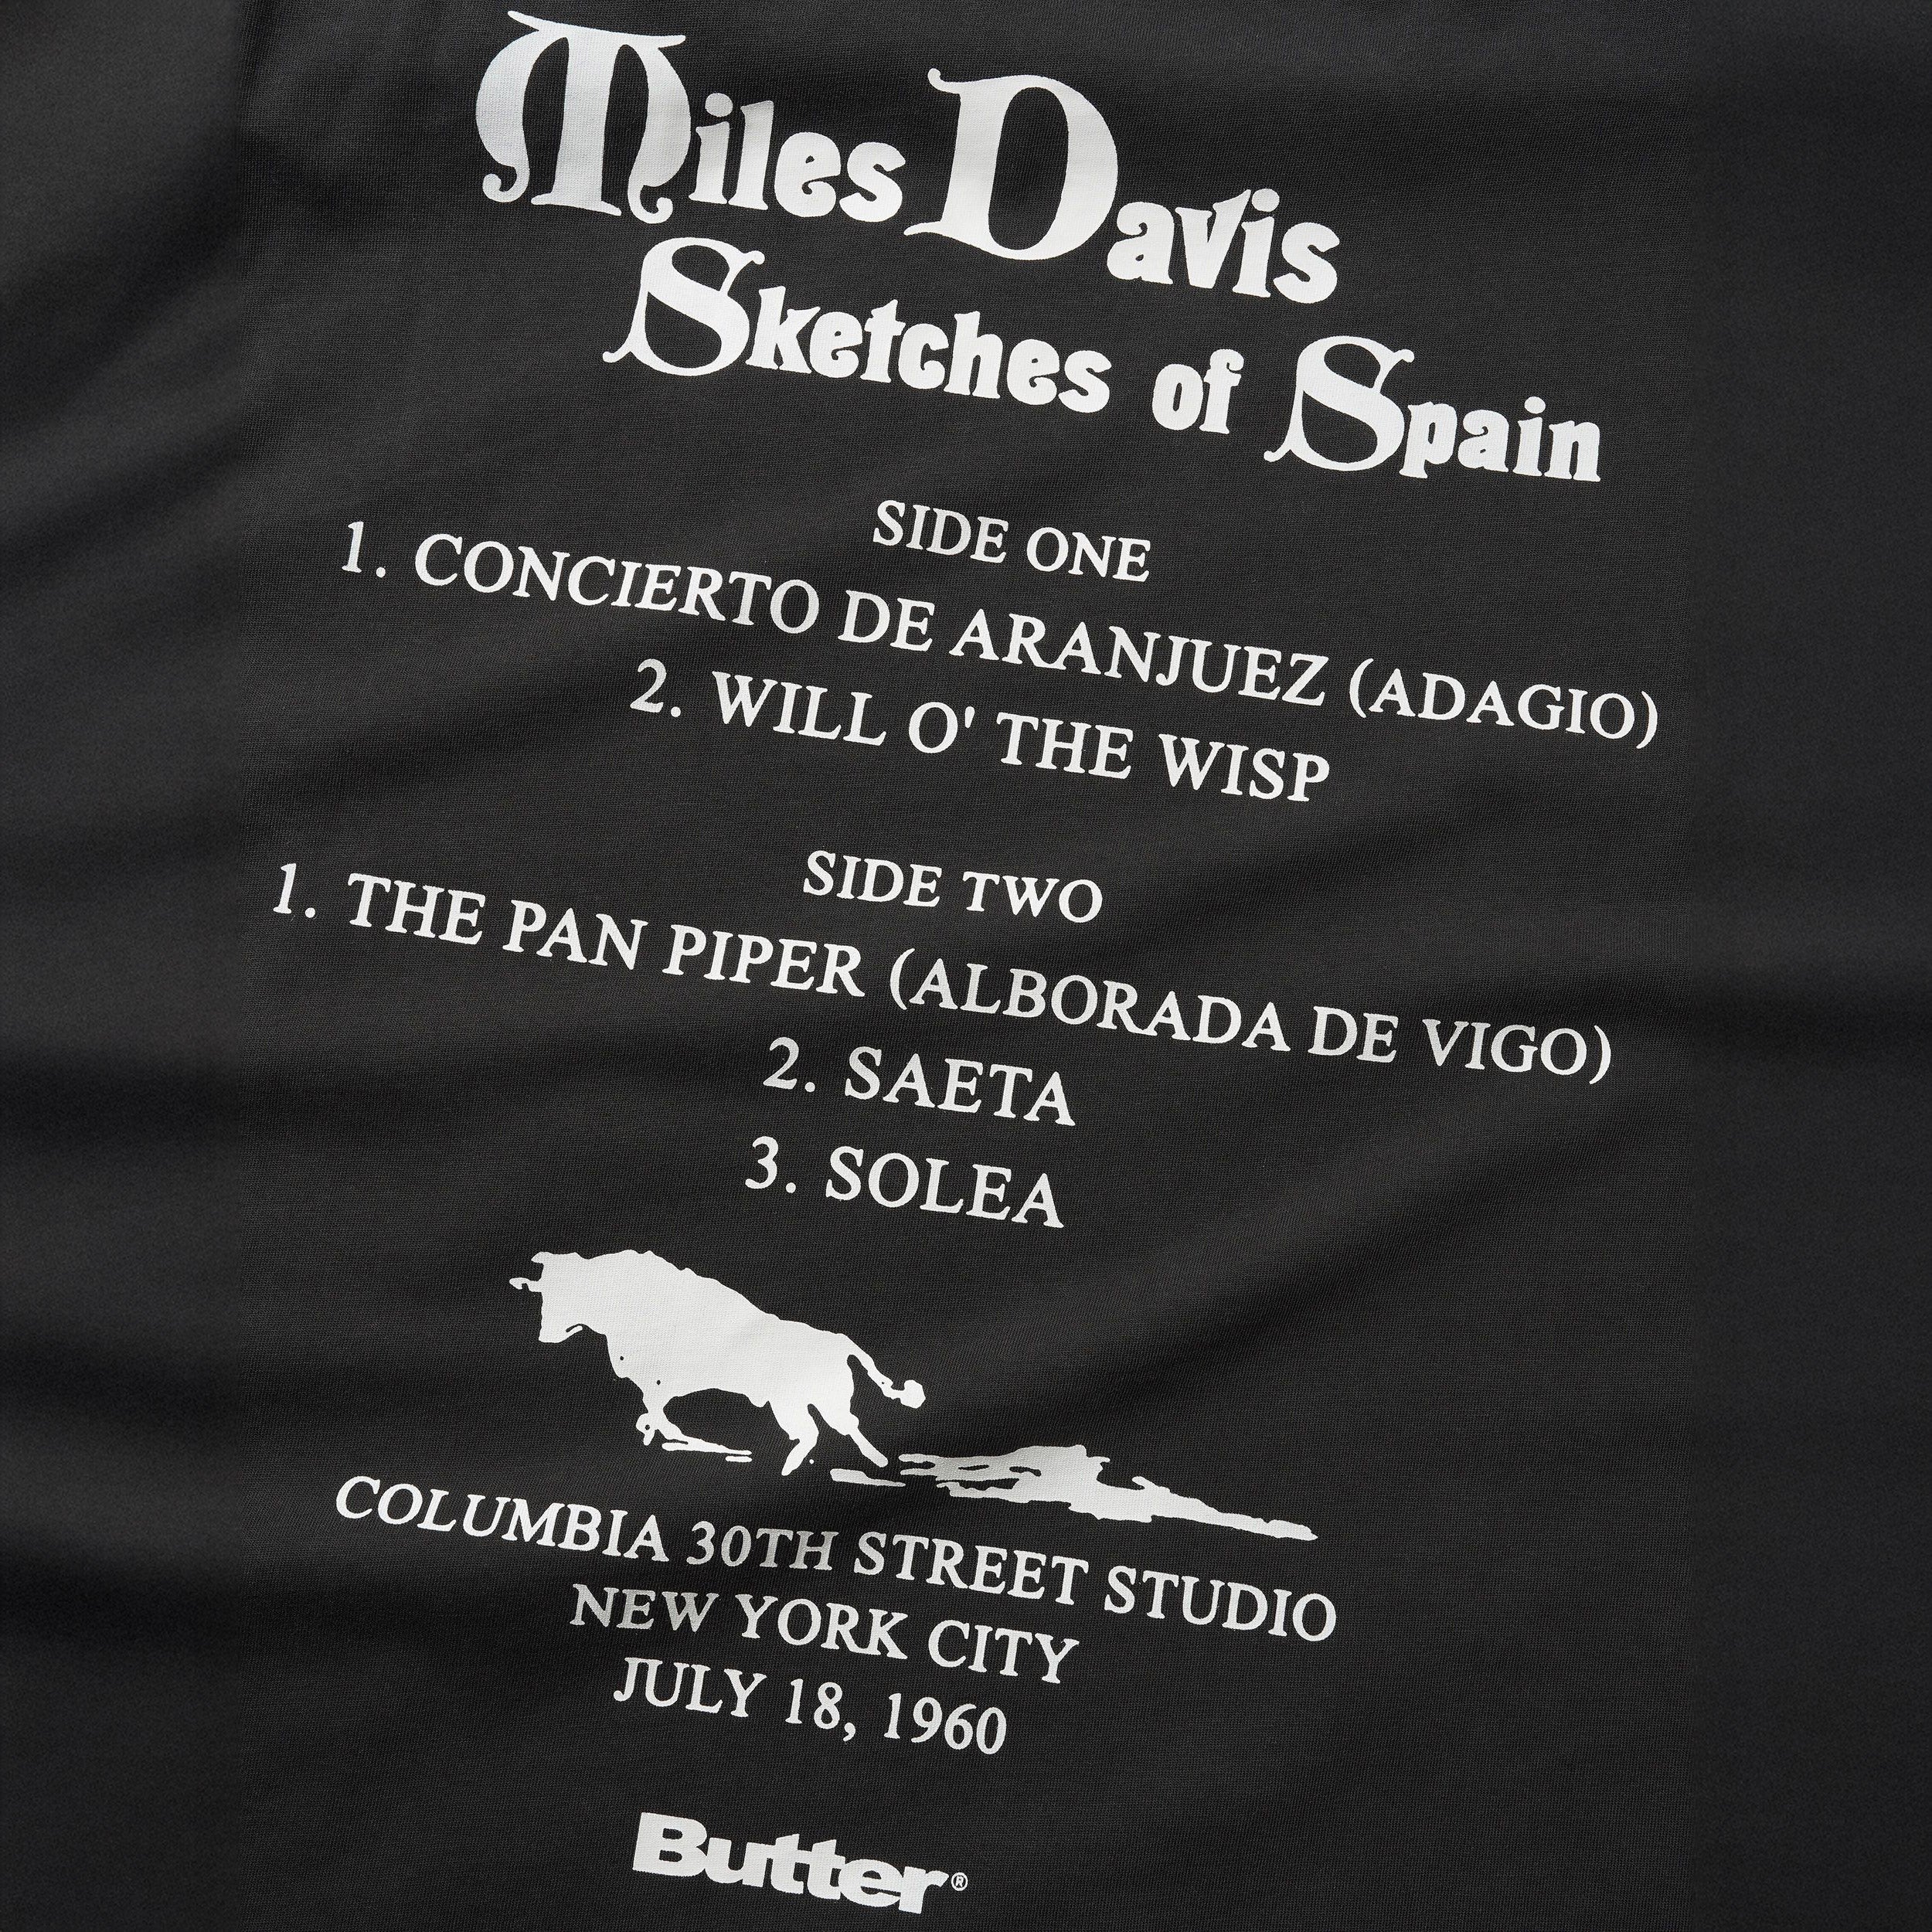 Miles Davis
Sketches of Spain
SIDE ONE
1. CONCIERTO DE ARANJUEZ (ADAGIO)
2. WILL O' THE WISP
SIDE TWO
1. THE PAN PIPER (ALBORADA DE VIGO)
2. SAETA
3. SOLEA
COLUMBIA 30TH STREET STUDIO
NEW YORK CITY
JULY 18, 1960
Butter®